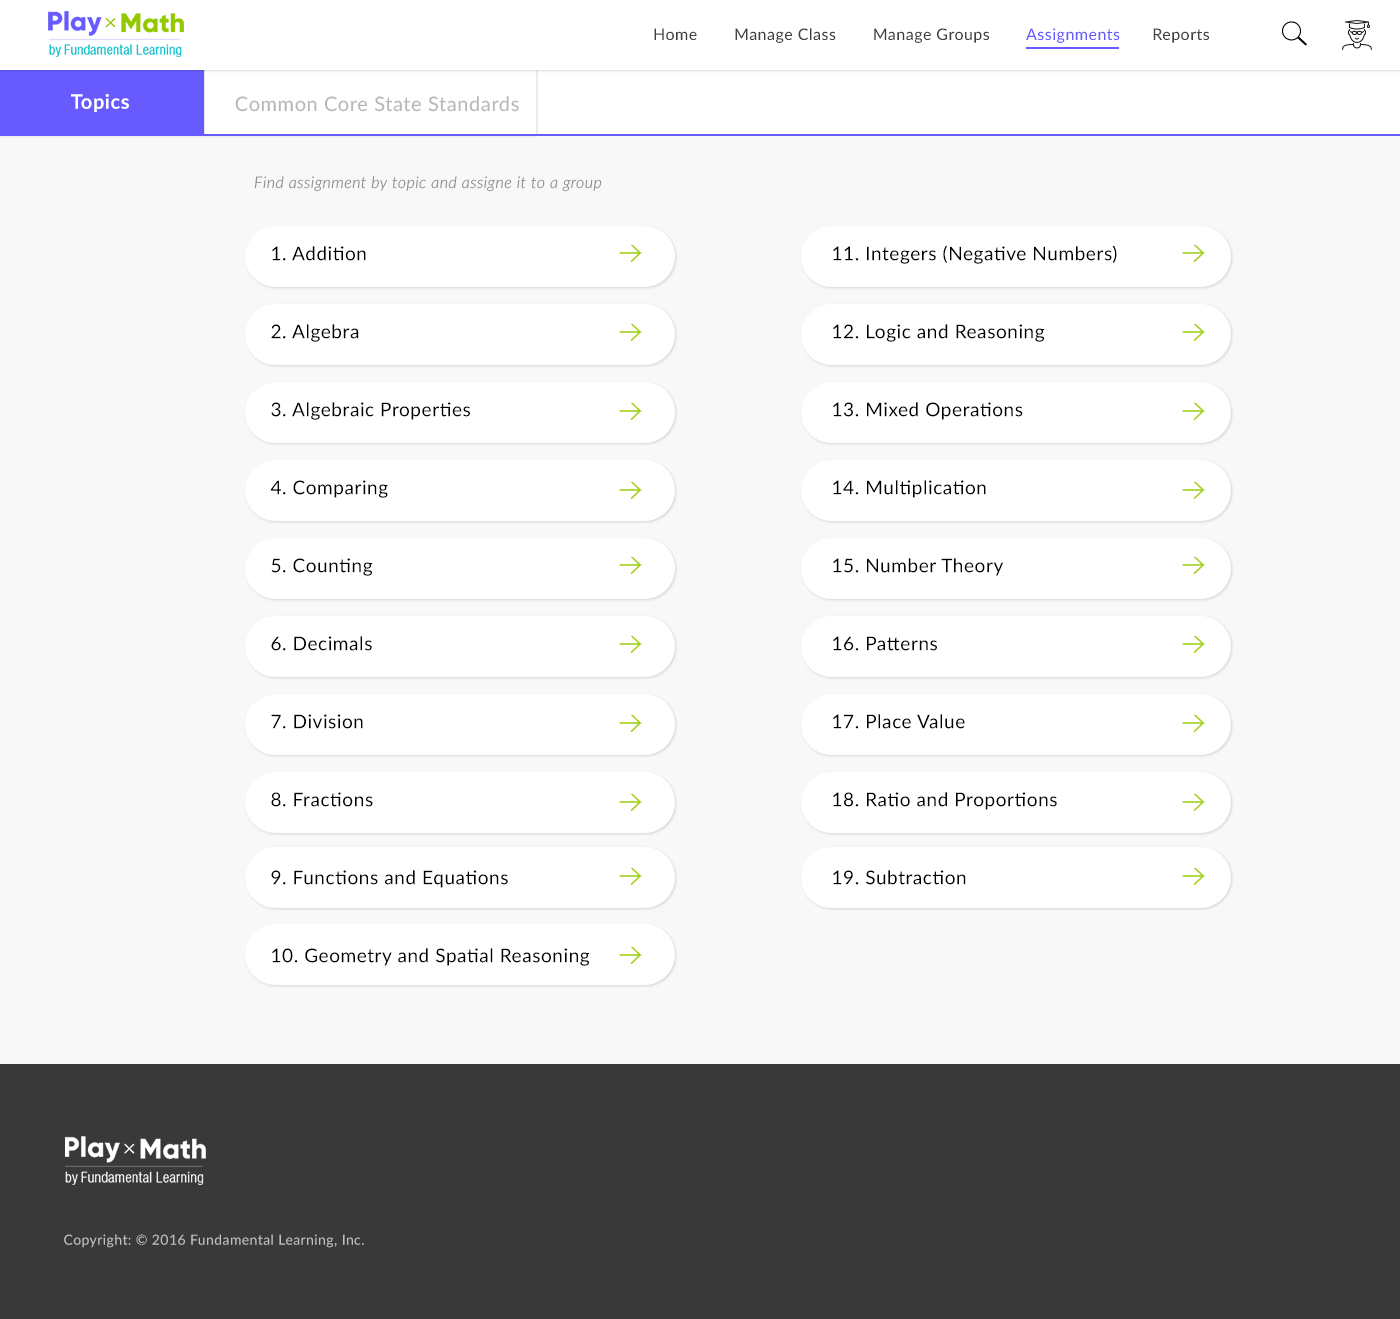 Play×Math
by Fundamental Learning
Home Manage Class Manage Groups Assignments Reports
Topics Common Core State Standards
Find assignment by topic and assigne it to a group
1. Addition
2. Algebra
3. Algebraic Properties
4. Comparing
5. Counting
6. Decimals
7. Division
8. Fractions
9. Functions and Equations
10. Geometry and Spatial Reasoning
11. Integers (Negative Numbers)
12. Logic and Reasoning
13. Mixed Operations
14. Multiplication
15. Number Theory
16. Patterns
17. Place Value
18. Ratio and Proportions
19. Subtraction
Play×Math
by Fundamental Learning
Copyright: © 2016 Fundamental Learning, Inc.